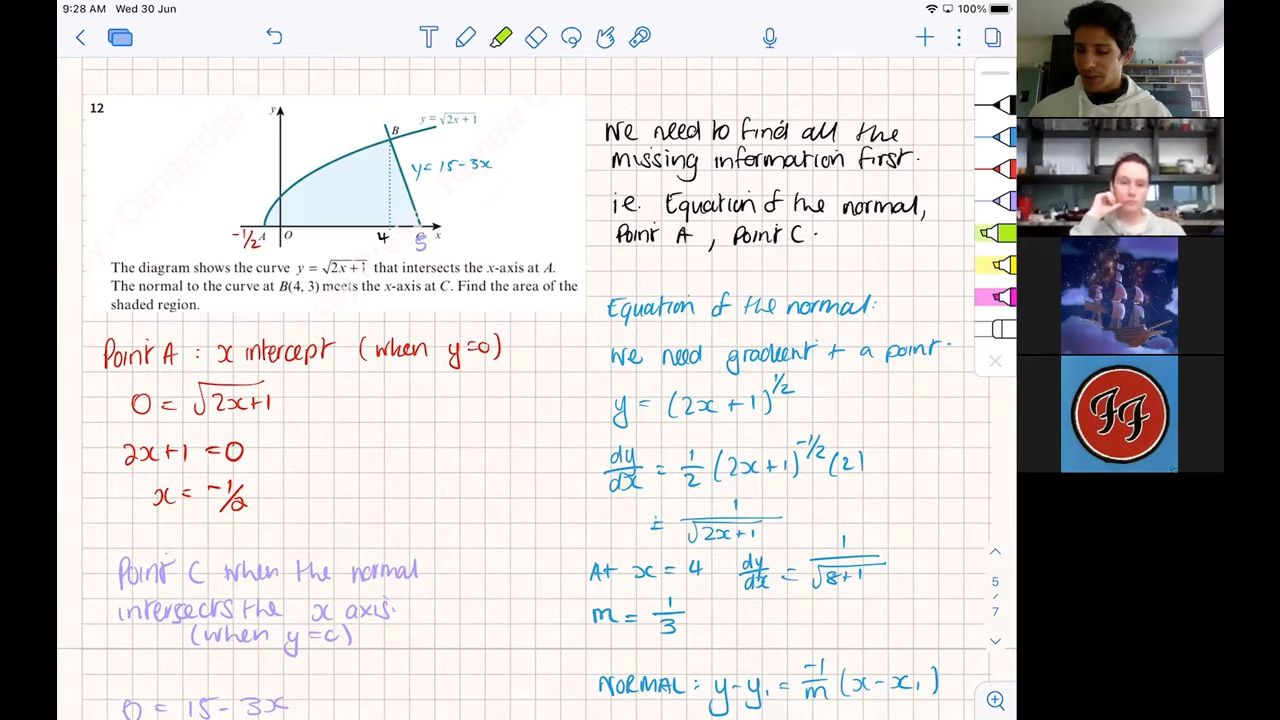 9:28 AM Wed 30 Jun
100%
12
y
B
y = √2x + 1
y = 15 - 3x
-1/2
A
O
4
5
x
The diagram shows the curve y = √2x + 1 that intersects the x-axis at A.
The normal to the curve at B(4, 3) meets the x-axis at C. Find the area of the
shaded region.
Point A : x intercept (when y=0)
0 = √2x+1
2x+1 = 0
x = -1/2
Point C when the normal
intersects the x axis.
(when y=0)
0 = 15 - 3x
We need to find all the
missing information first.
ie. Equation of the normal,
Point A , Point C.
Equation of the normal:
We need gradient + a point.
y = (2x + 1)^1/2
dy/dx = 1/2 (2x+1)^-1/2 (2)
= 1/√2x+1
At x = 4 dy/dx = 1/√8+1
m = 1/3
NORMAL: y-y₁ = -1/m (x-x₁)
5
/
7
FF